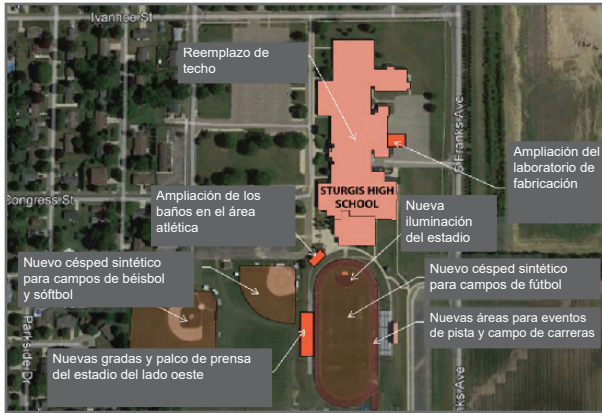 Ivanhoe St
Reemplazo de
techo
S Franks Ave
Ampliación del
laboratorio de
fabricación
Congress St
STURGIS HIGH
SCHOOL
Ampliación de los
baños en el área
atlética
Nueva
iluminación del
estadio
Nuevo césped sintético
para campos de béisbol
y sóftbol
Nuevo césped sintético
para campos de fútbol
Nuevas áreas para eventos
de pista y campo de carreras
Nuevas gradas y palco de prensa
del estadio del lado oeste
Parkside Dr
anks Ave